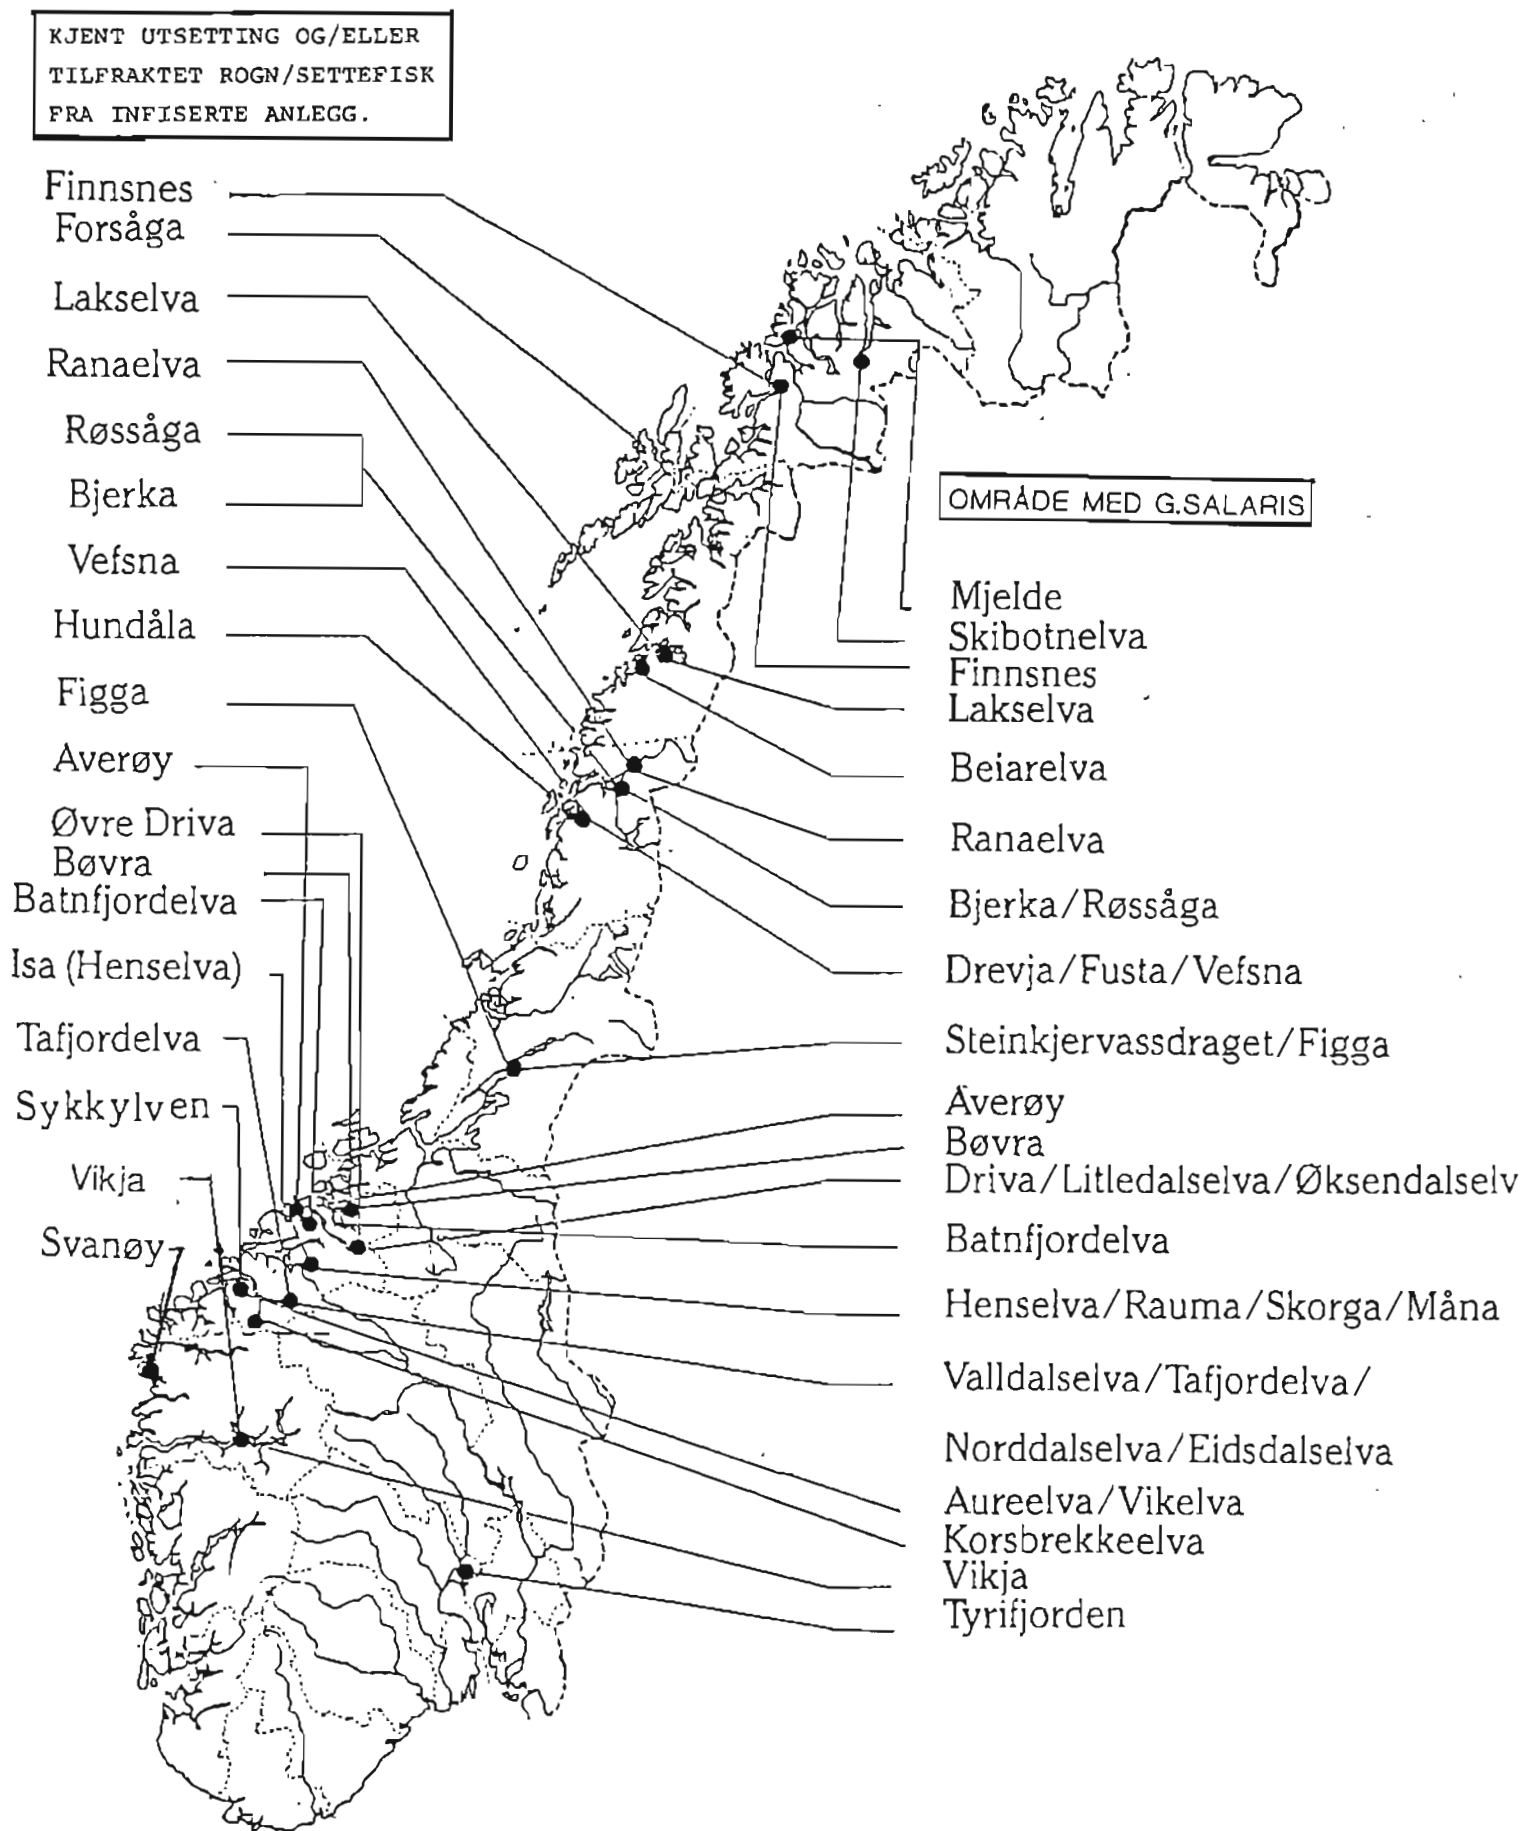 KJENT UTSETTING OG/ELLER
TILFRAKTET ROGN/SETTEFISK
FRA INFISERTE ANLEGG.
Finnsnes
Forsåga
Lakselva
Ranaelva
Røssåga
Bjerka
Vefsna
Hundåla
Figga
Averøy
Øvre Driva
Bøvra
Batnfjordelva
Isa (Henselva)
Tafjordelva
Sykkylven
Vikja
Svanøy
OMRÅDE MED G.SALARIS
Mjelde
Skibotnelva
Finnsnes
Lakselva
Beiarelva
Ranaelva
Bjerka/Røssåga
Drevja/Fusta/Vefsna
Steinkjervassdraget/Figga
Averøy
Bøvra
Driva/Litledalselva/Øksendalselv
Batnfjordelva
Henselva/Rauma/Skorga/Måna
Valldalselva/Tafjordelva/
Norddalselva/Eidsdalselva
Aureelva/Vikelva
Korsbrekkeelva
Vikja
Tyrifjorden